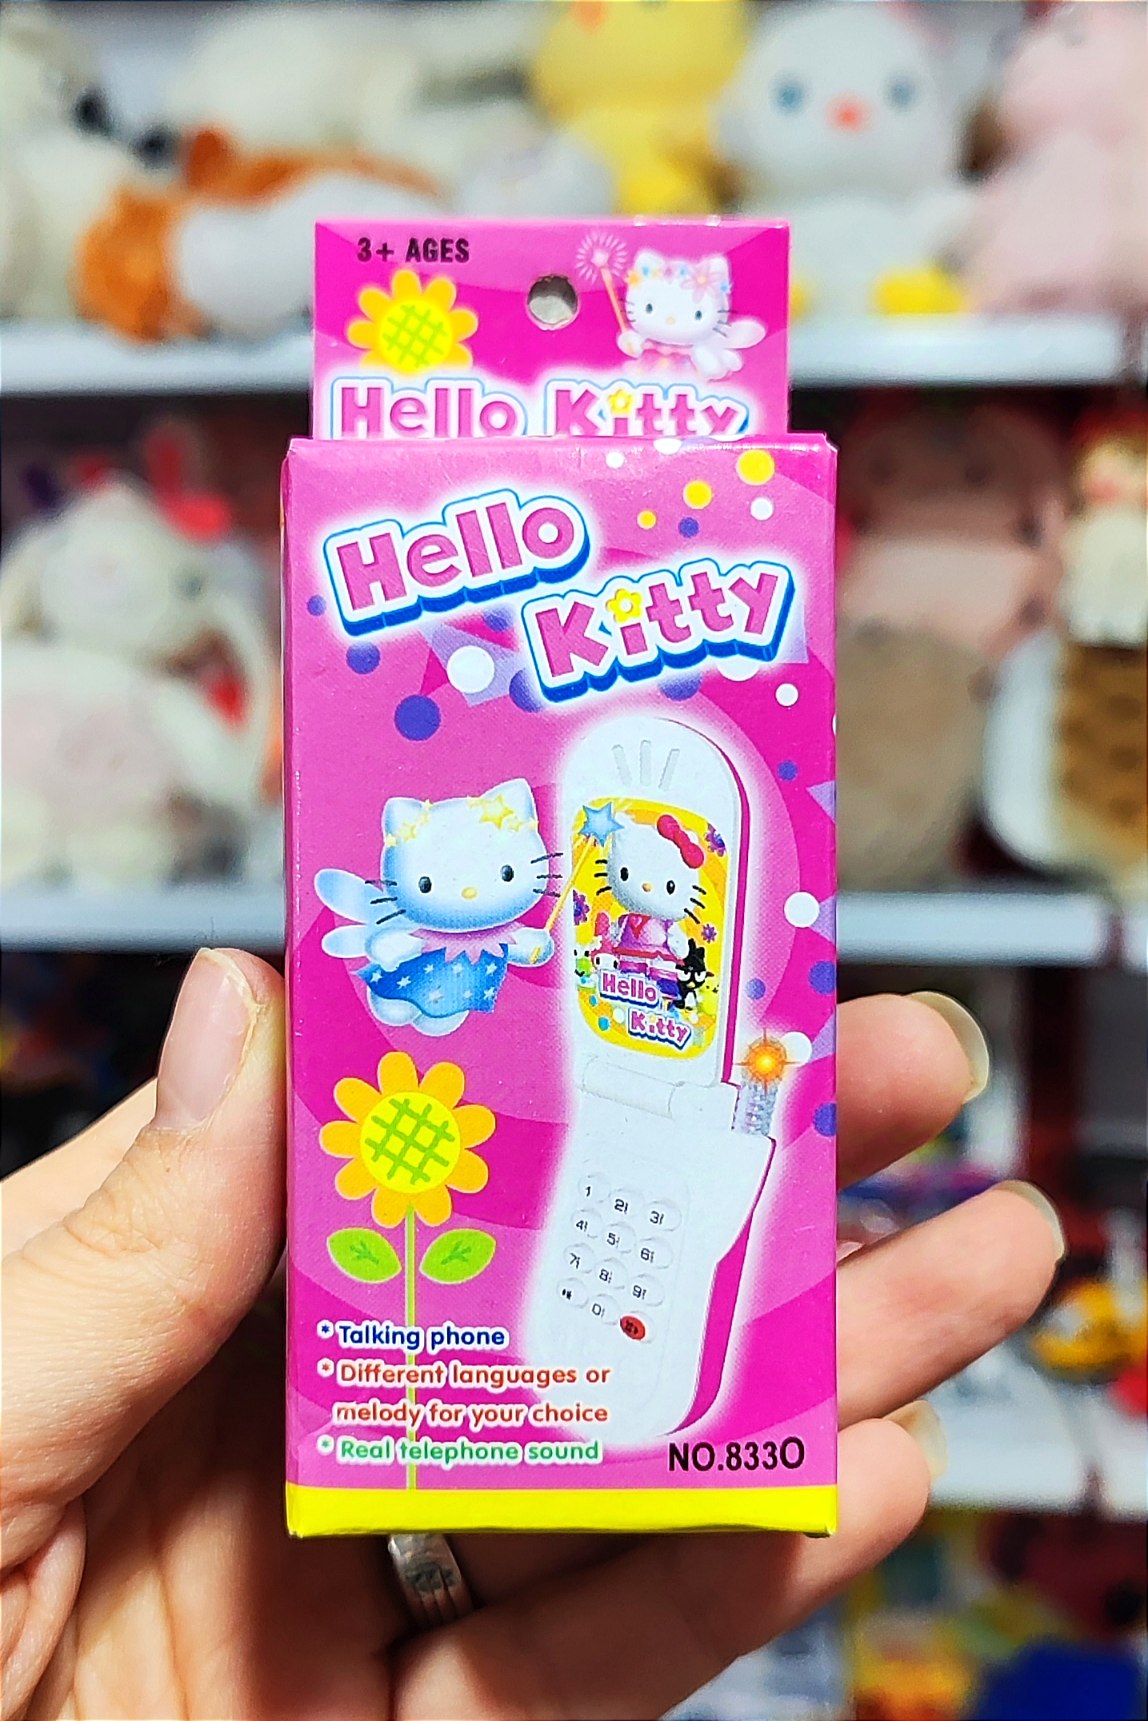 3+ AGES
Hello Kitty
Hello
Kitty
Hello
Kitty
1 2 3
4 5 6
7 8 9
0
* Talking phone
* Different languages or
melody for your choice
* Real telephone sound
NO.8330